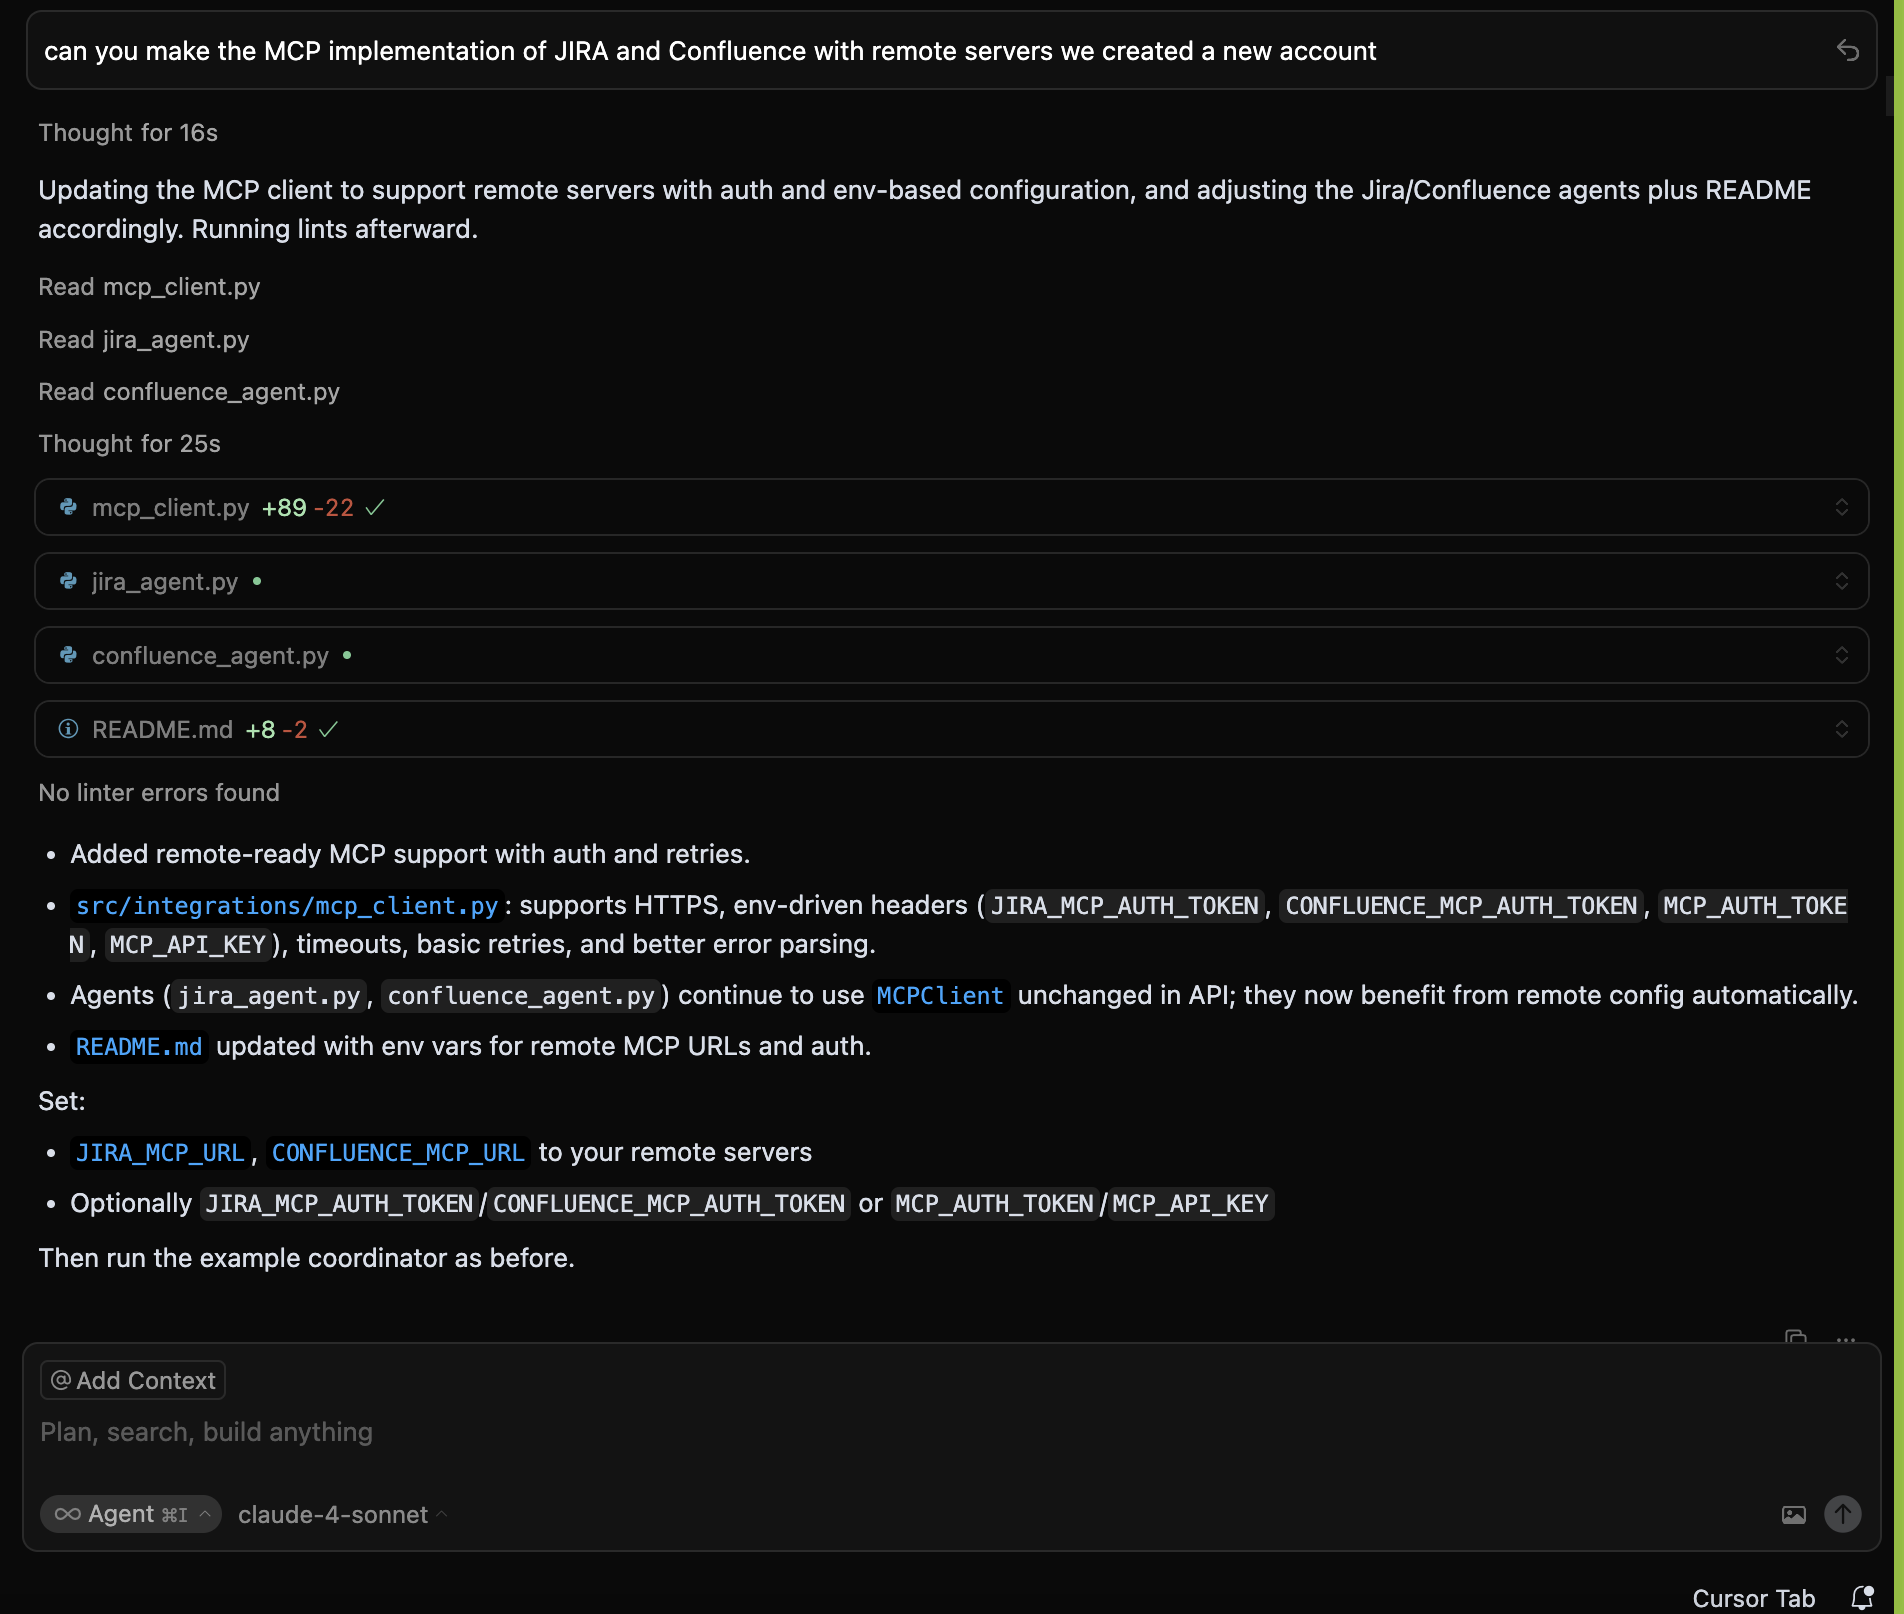 can you make the MCP implementation of JIRA and Confluence with remote servers we created a new account
Thought for 16s
Updating the MCP client to support remote servers with auth and env-based configuration, and adjusting the Jira/Confluence agents plus README
accordingly. Running lints afterward.
Read mcp_client.py
Read jira_agent.py
Read confluence_agent.py
Thought for 25s
mcp_client.py +89 -22
jira_agent.py
confluence_agent.py
README.md +8 -2
No linter errors found
• Added remote-ready MCP support with auth and retries.
• src/integrations/mcp_client.py: supports HTTPS, env-driven headers (JIRA_MCP_AUTH_TOKEN, CONFLUENCE_MCP_AUTH_TOKEN, MCP_AUTH_TOKE
N, MCP_API_KEY), timeouts, basic retries, and better error parsing.
• Agents (jira_agent.py, confluence_agent.py) continue to use MCPClient unchanged in API; they now benefit from remote config automatically.
• README.md updated with env vars for remote MCP URLs and auth.
Set:
• JIRA_MCP_URL, CONFLUENCE_MCP_URL to your remote servers
• Optionally JIRA_MCP_AUTH_TOKEN/CONFLUENCE_MCP_AUTH_TOKEN or MCP_AUTH_TOKEN/MCP_API_KEY
Then run the example coordinator as before.
@ Add Context
Plan, search, build anything
Agent ⌘I claude-4-sonnet
Cursor Tab